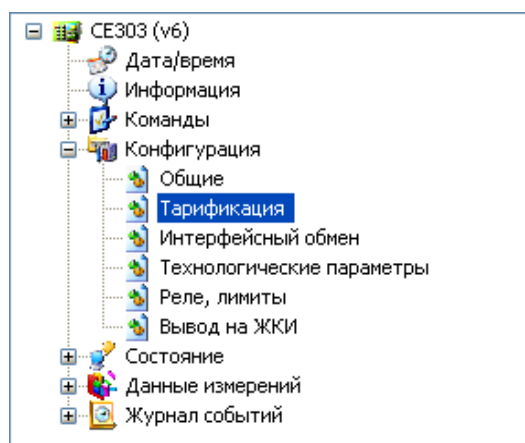 CE303 (v6)
Дата/время
Информация
Команды
Конфигурация
Общие
Тарификация
Интерфейсный обмен
Технологические параметры
Реле, лимиты
Вывод на ЖКИ
Состояние
Данные измерений
Журнал событий